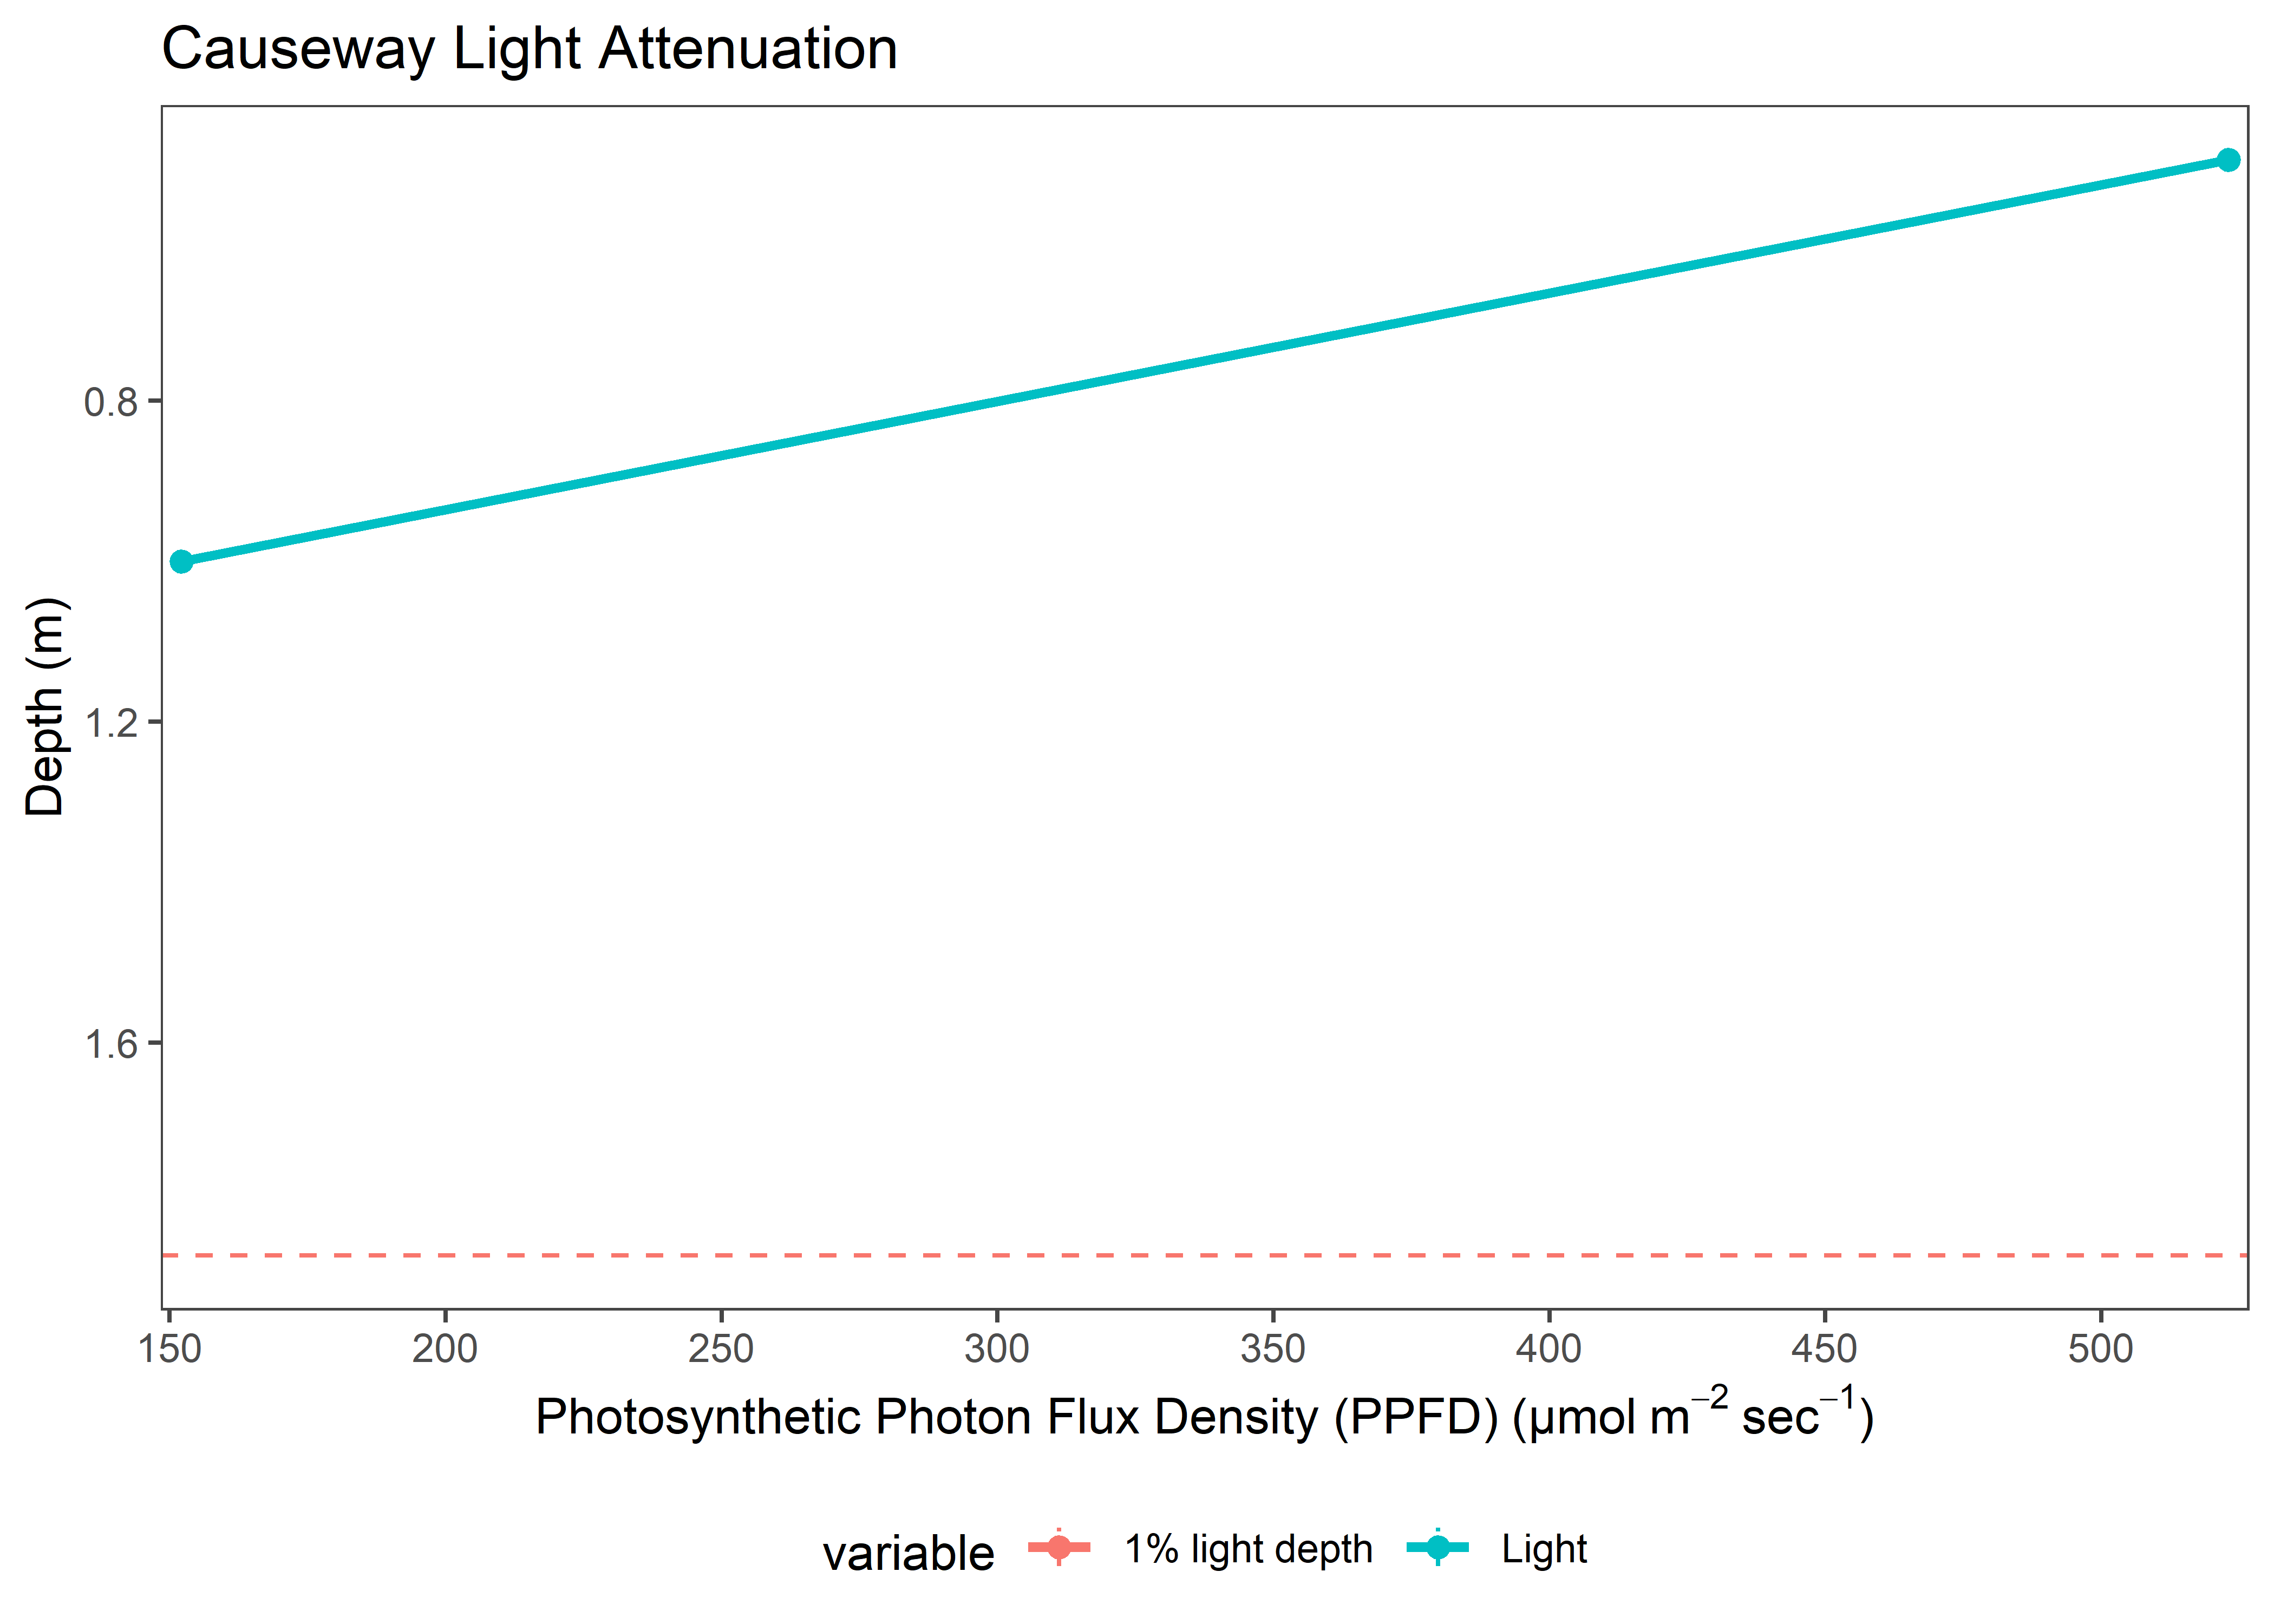 Causeway Light Attenuation
Depth (m)
0.8
1.2
1.6
150 200 250 300 350 400 450 500
Photosynthetic Photon Flux Density (PPFD) (µmol m⁻² sec⁻¹)
variable 1% light depth Light